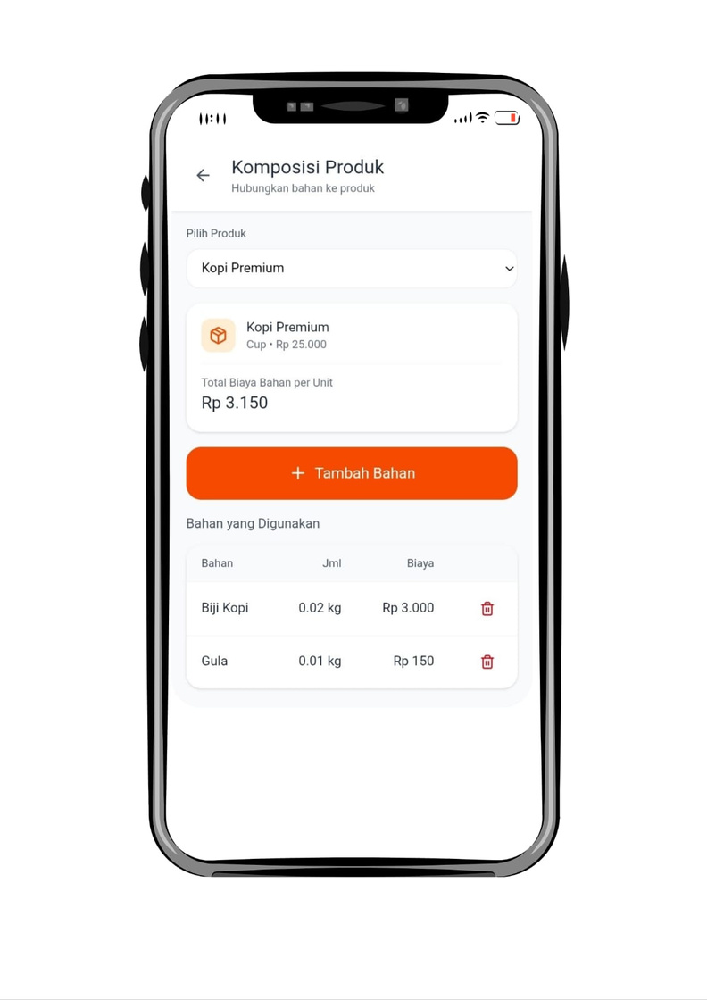 11:11
Komposisi Produk
Hubungkan bahan ke produk
Pilih Produk
Kopi Premium
Kopi Premium
Cup • Rp 25.000
Total Biaya Bahan per Unit
Rp 3.150
+ Tambah Bahan
Bahan yang Digunakan
Bahan Jml Biaya
Biji Kopi 0.02 kg Rp 3.000
Gula 0.01 kg Rp 150